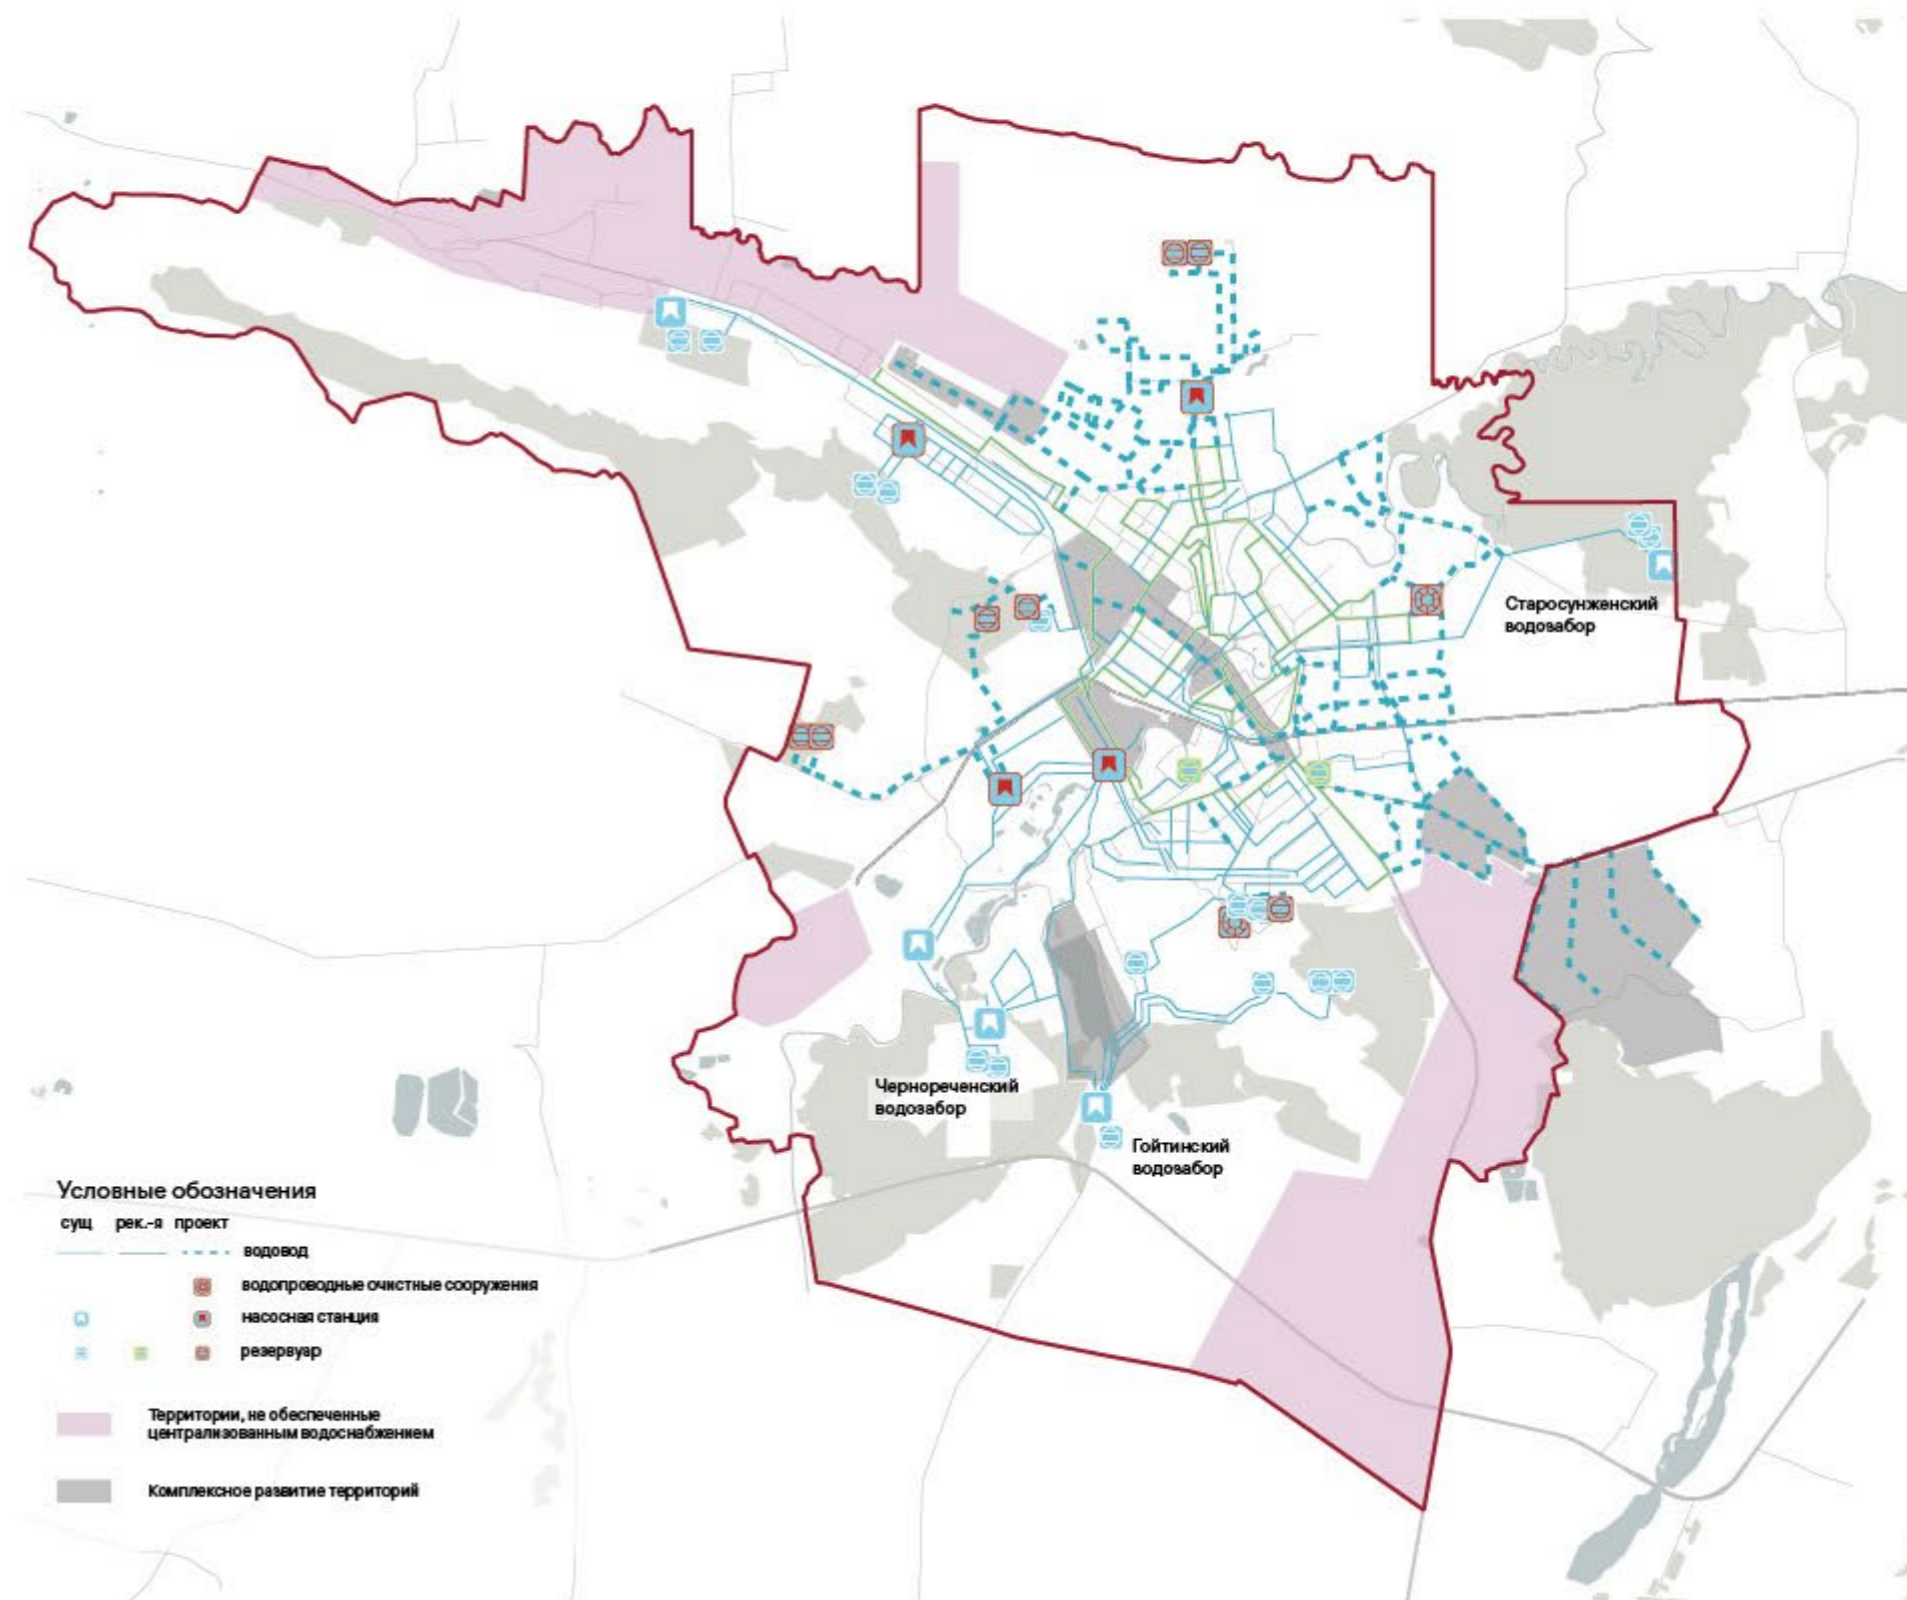 Старосунженский
водозабор
Чернореченский
водозабор
Гойтинский
водозабор
Условные обозначения
сущ рек.-я проект
водовод
водопроводные очистные сооружения
насосная станция
резервуар
Территории, не обеспеченные
централизованным водоснабжением
Комплексное развитие территорий